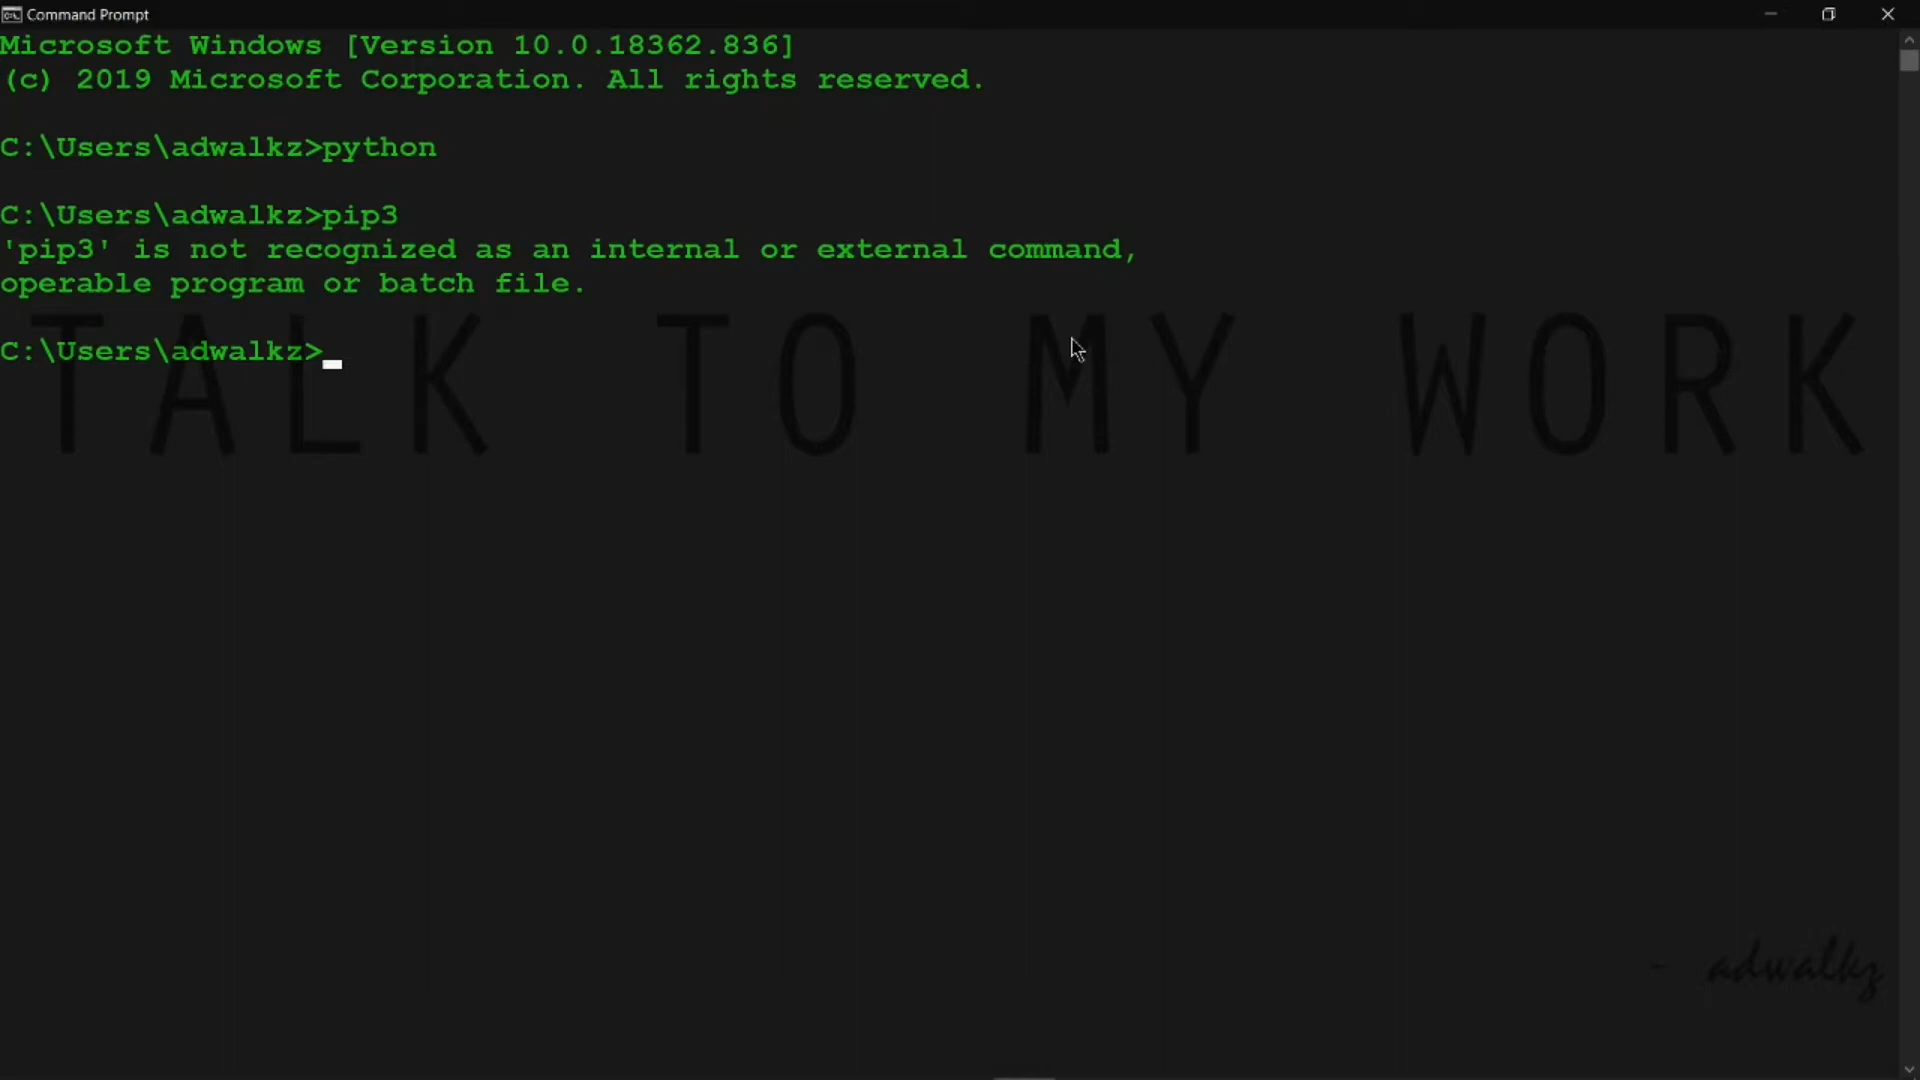 Command Prompt
Microsoft Windows [Version 10.0.18362.836]
(c) 2019 Microsoft Corporation. All rights reserved.
C:\Users\adwalkz>python
C:\Users\adwalkz>pip3
'pip3' is not recognized as an internal or external command,
operable program or batch file.
C:\Users\adwalkz>
TALK TO MY WORK
- adwalkz